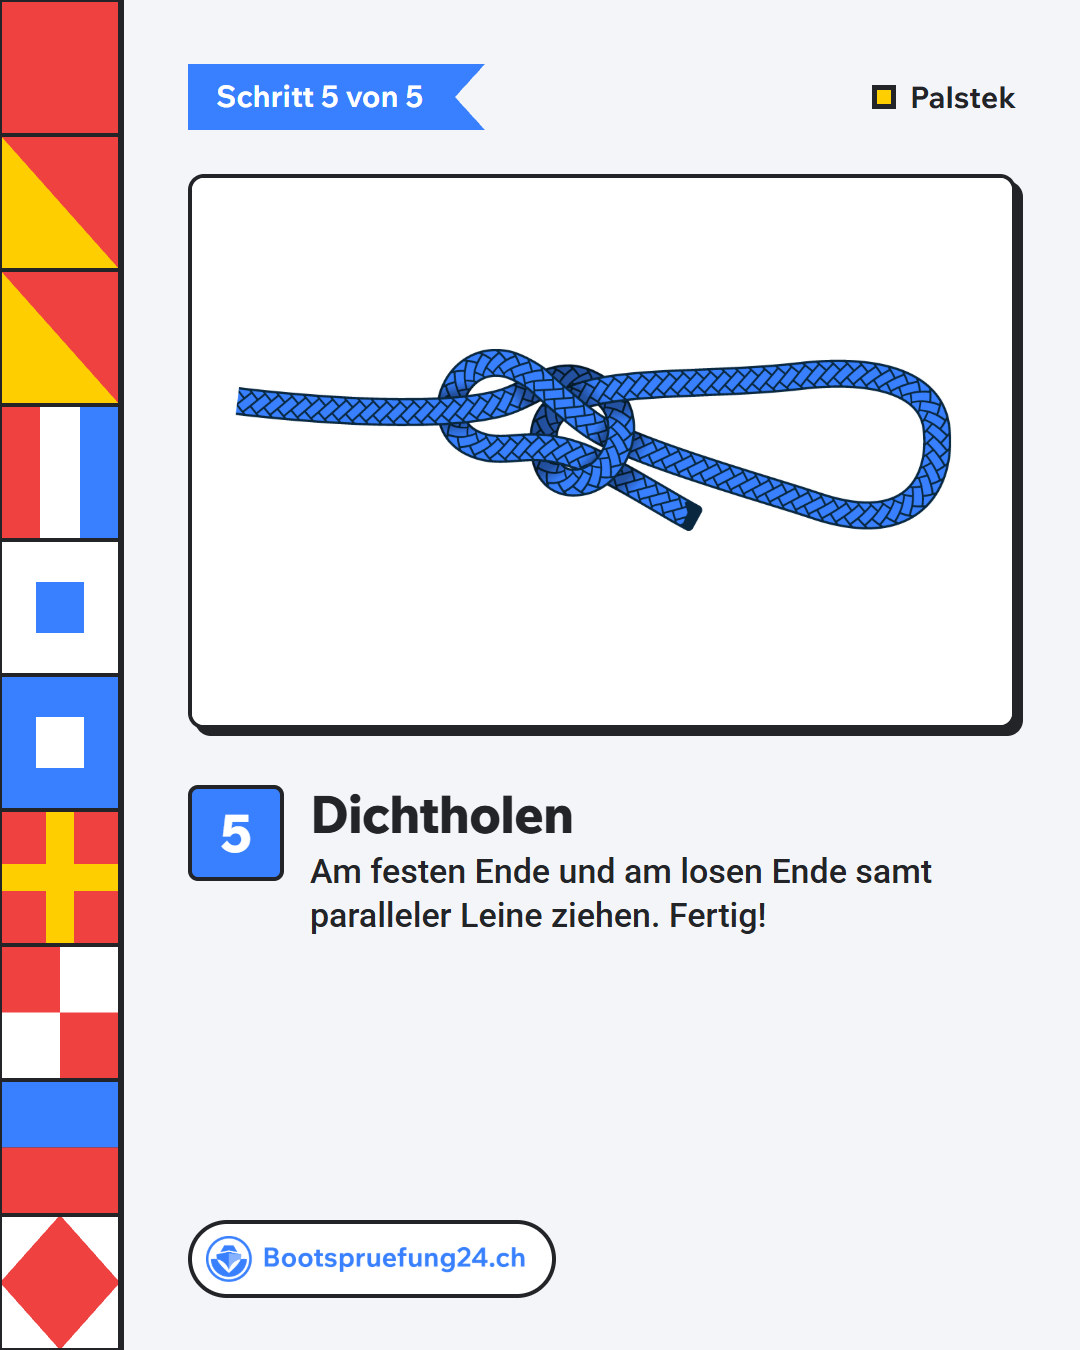 Schritt 5 von 5
Palstek
5
Dichtholen
Am festen Ende und am losen Ende samt
paralleler Leine ziehen. Fertig!
Bootspruefung24.ch